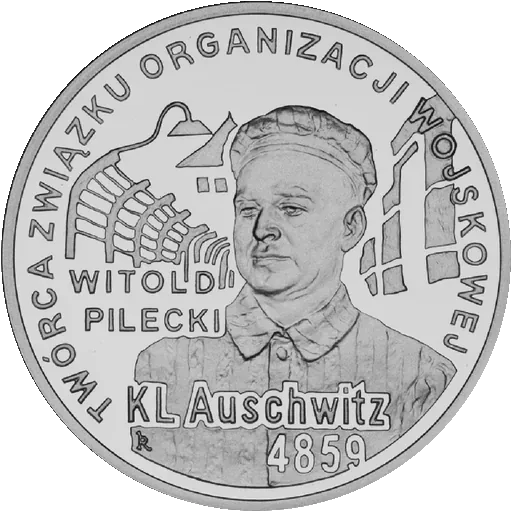 TWÓRCA ZWIĄZKU ORGANIZACJI WOJSKOWEJ
WITOLD
PILECKI
KL Auschwitz
4859